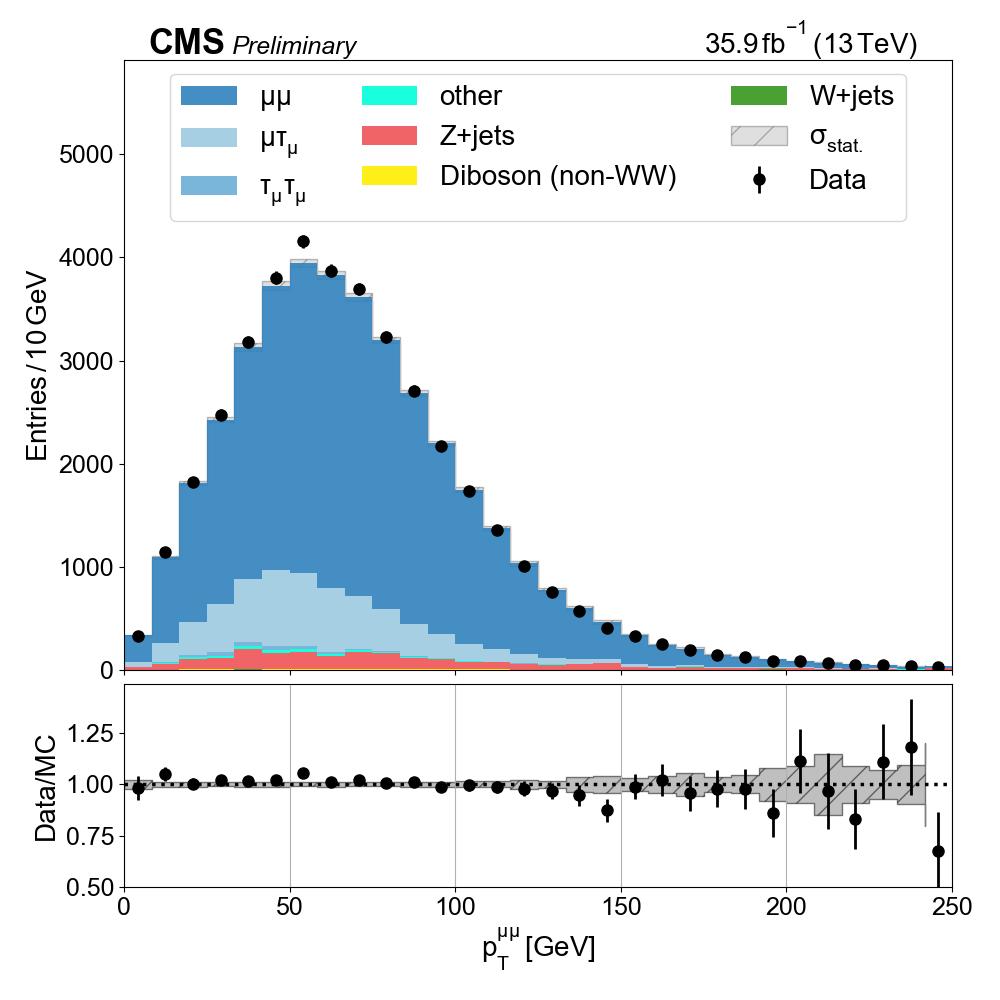 CMS Preliminary 35.9 fb⁻¹ (13 TeV)
μμ other W+jets
μτμ Z+jets σstat.
τμτμ Diboson (non-WW) Data
Entries / 10 GeV
5000
4000
3000
2000
1000
0
Data/MC
1.25
1.00
0.75
0.50
0 50 100 150 200 250
pTμμ [GeV]